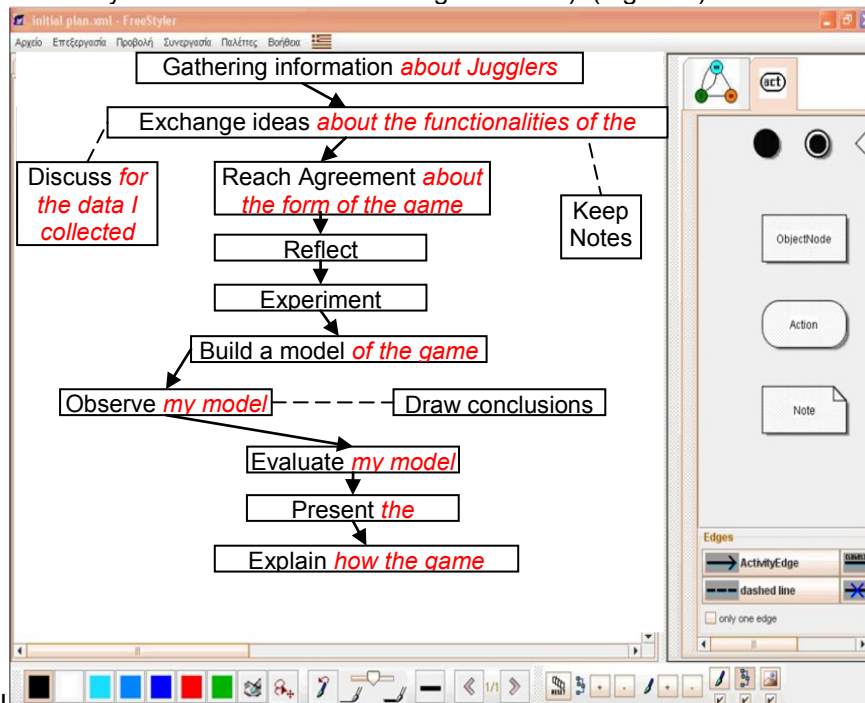 initial plan.xml - FreeStyler
Αρχείο Επεξεργασία Προβολή Συνεργασία Παλέττες Βοήθεια
Gathering information about Jugglers
Exchange ideas about the functionalities of the
Discuss for
the data I
collected
Reach Agreement about
the form of the game
Keep
Notes
Reflect
Experiment
Build a model of the game
Observe my model
Draw conclusions
Evaluate my model
Present the
Explain how the game
act
ObjectNode
Action
Note
Edges
ActivityEdge
dashed line
only one edge
1/1
RESET